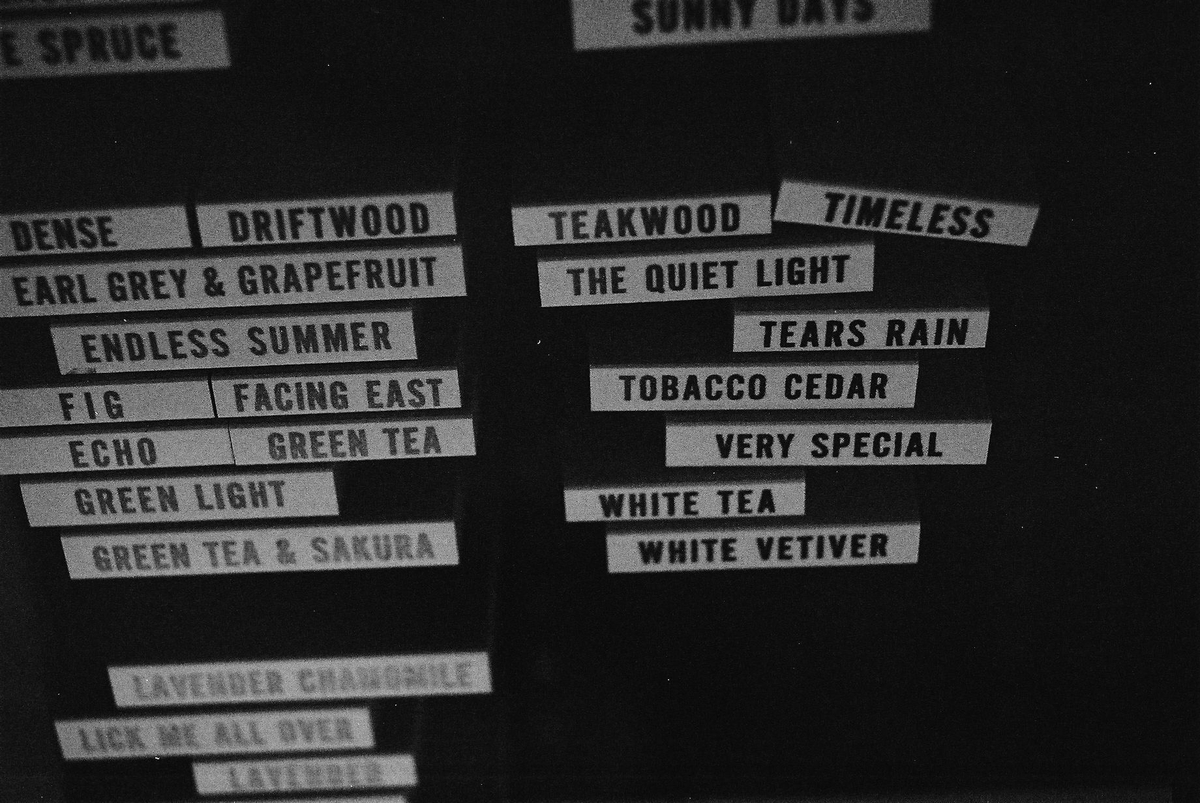 E SPRUCE
DENSE DRIFTWOOD
EARL GREY & GRAPEFRUIT
ENDLESS SUMMER
FIG FACING EAST
ECHO GREEN TEA
GREEN LIGHT
GREEN TEA & SAKURA
LAVENDER CHAMOMILE
LICK ME ALL OVER
LAVENDER
SUNNY DAYS
TEAKWOOD TIMELESS
THE QUIET LIGHT
TEARS RAIN
TOBACCO CEDAR
VERY SPECIAL
WHITE TEA
WHITE VETIVER